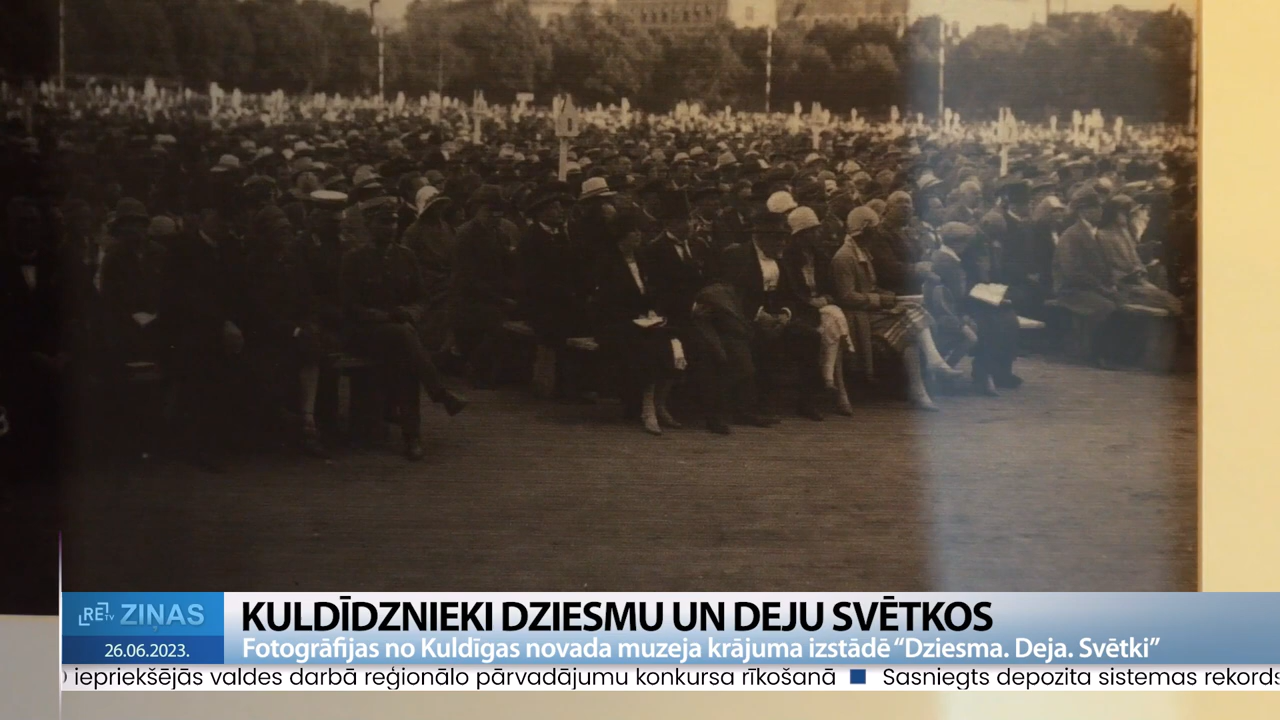 RE TV ZIŅAS
KULDĪDZNIEKI DZIESMU UN DEJU SVĒTKOS
26.06.2023.
Fotogrāfijas no Kuldīgas novada muzeja krājuma izstādē “Dziesma. Deja. Svētki”
iepriekšējās valdes darbā reģionālo pārvadājumu konkursa rīkošanā ■ Sasniegts depozita sistēmas rekords